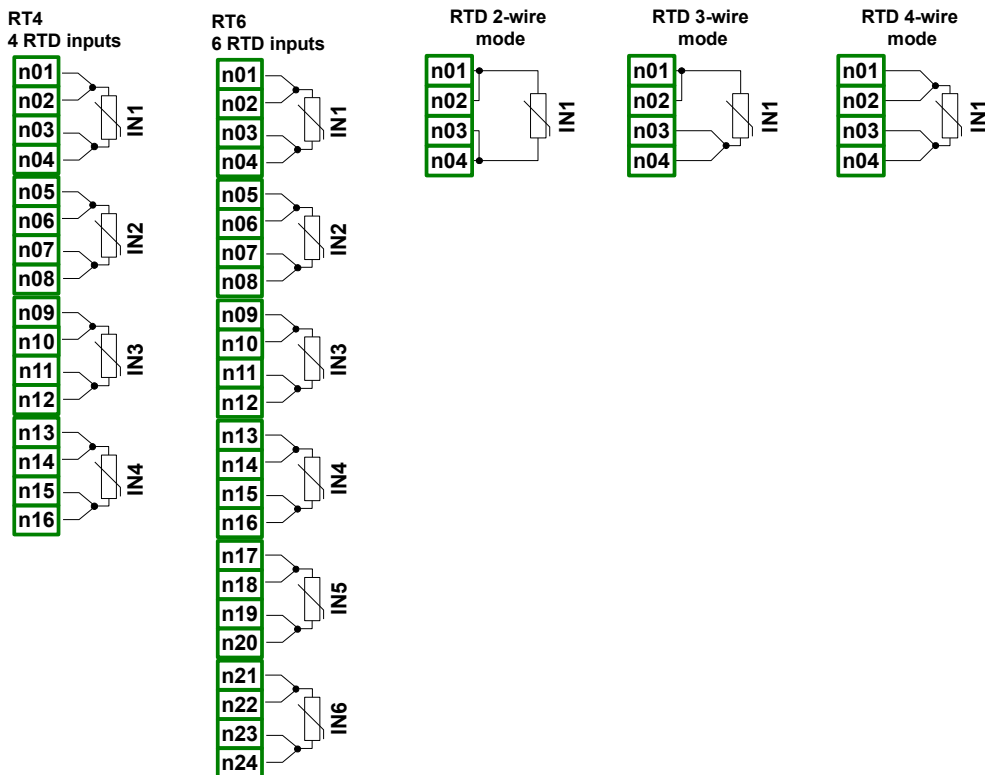 RT4
4 RTD inputs
n01
n02
n03
n04
IN1
n05
n06
n07
n08
IN2
n09
n10
n11
n12
IN3
n13
n14
n15
n16
IN4
RT6
6 RTD inputs
n01
n02
n03
n04
IN1
n05
n06
n07
n08
IN2
n09
n10
n11
n12
IN3
n13
n14
n15
n16
IN4
n17
n18
n19
n20
IN5
n21
n22
n23
n24
IN6
RTD 2-wire
mode
n01
n02
n03
n04
IN1
RTD 3-wire
mode
n01
n02
n03
n04
IN1
RTD 4-wire
mode
n01
n02
n03
n04
IN1